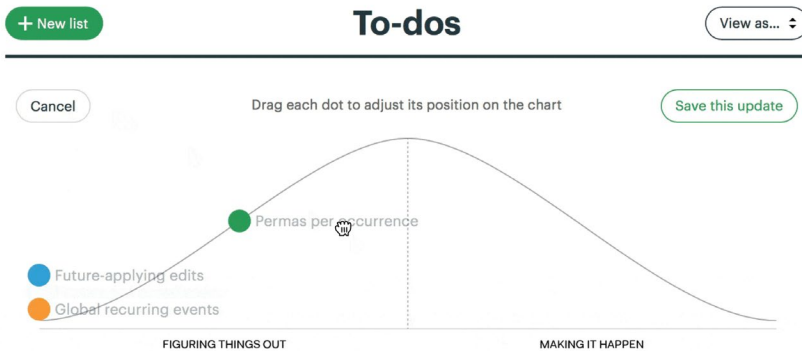 + New list
To-dos
View as...
Cancel
Drag each dot to adjust its position on the chart
Save this update
Permas per occurrence
Future-applying edits
Global recurring events
FIGURING THINGS OUT
MAKING IT HAPPEN